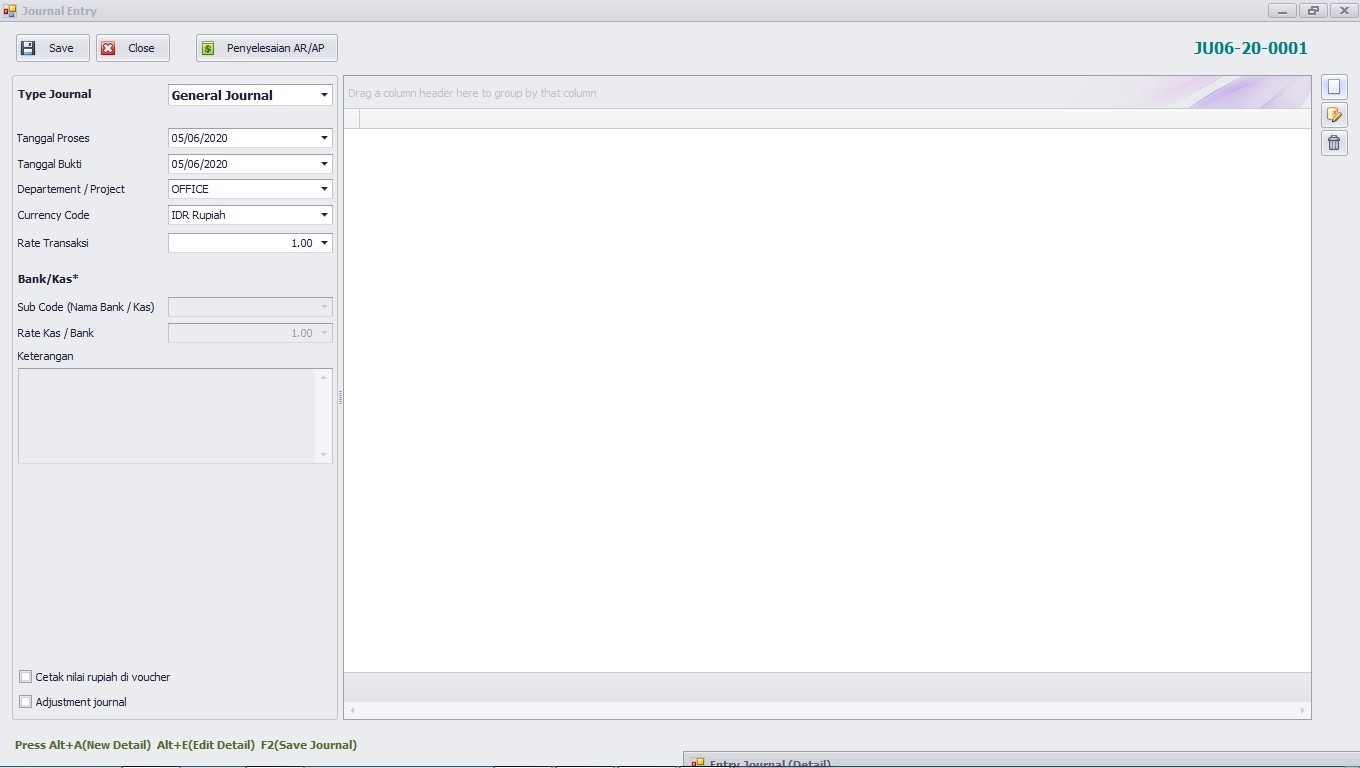 Journal Entry
Save Close Penyelesaian AR/AP
JU06-20-0001
Type Journal General Journal
Drag a column header here to group by that column
Tanggal Proses 05/06/2020
Tanggal Bukti 05/06/2020
Departement / Project OFFICE
Currency Code IDR Rupiah
Rate Transaksi 1.00
Bank/Kas*
Sub Code (Nama Bank / Kas)
Rate Kas / Bank 1.00
Keterangan
Cetak nilai rupiah di voucher
Adjustment journal
Press Alt+A(New Detail) Alt+E(Edit Detail) F2(Save Journal)
Entry Journal (Detail)